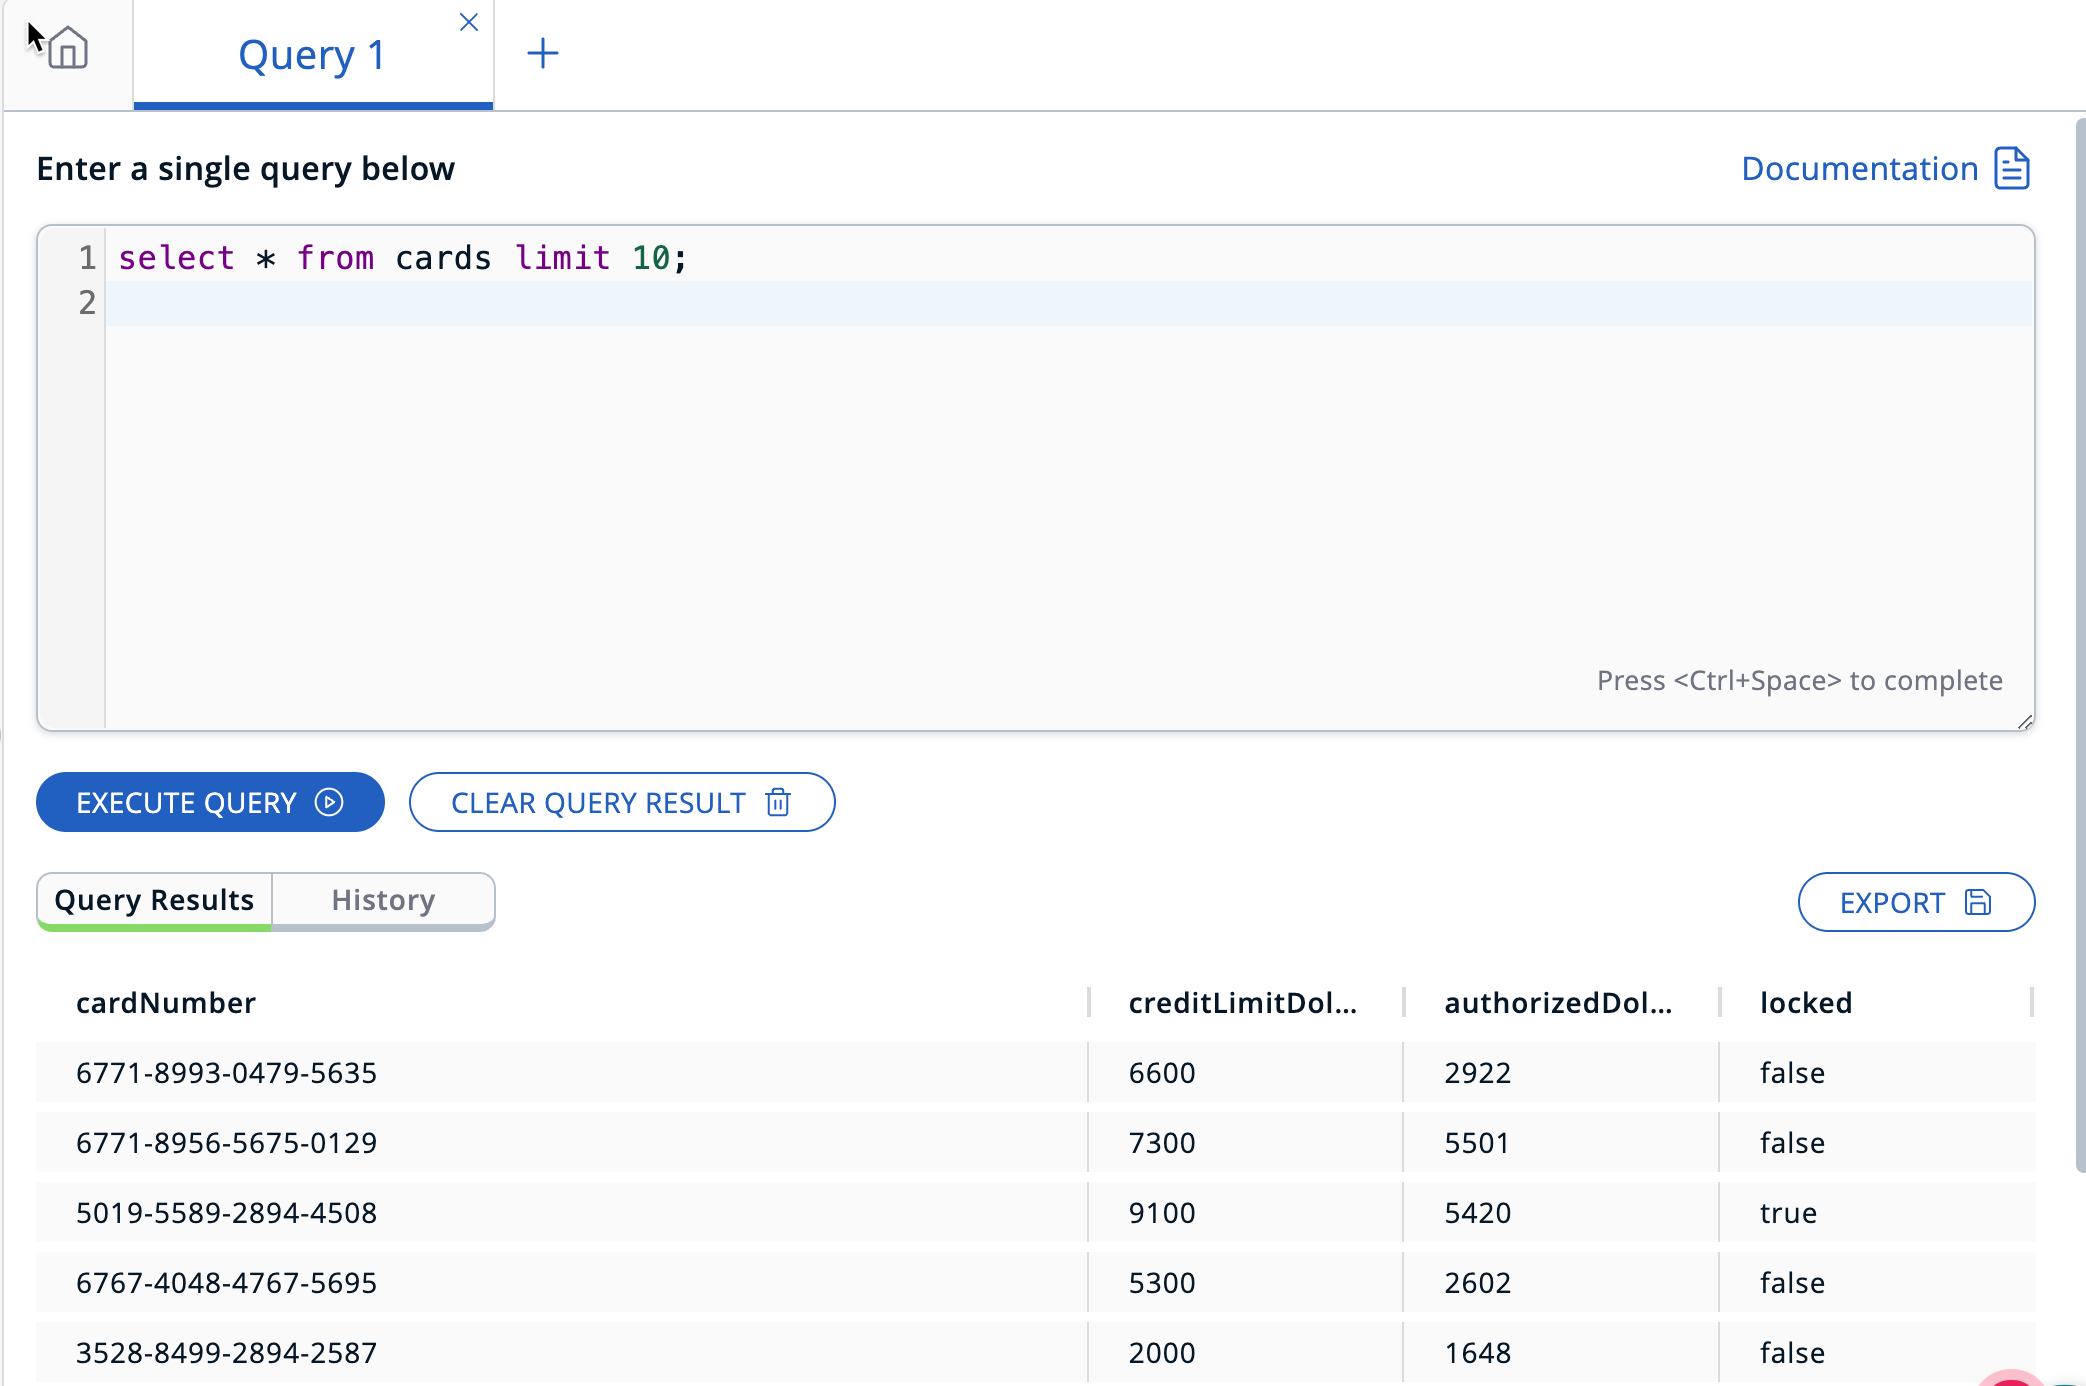 Query 1
Enter a single query below
Documentation
1 select * from cards limit 10;
2
Press <Ctrl+Space> to complete
EXECUTE QUERY
CLEAR QUERY RESULT
Query Results History
EXPORT
cardNumber creditLimitDol... authorizedDol... locked
6771-8993-0479-5635 6600 2922 false
6771-8956-5675-0129 7300 5501 false
5019-5589-2894-4508 9100 5420 true
6767-4048-4767-5695 5300 2602 false
3528-8499-2894-2587 2000 1648 false